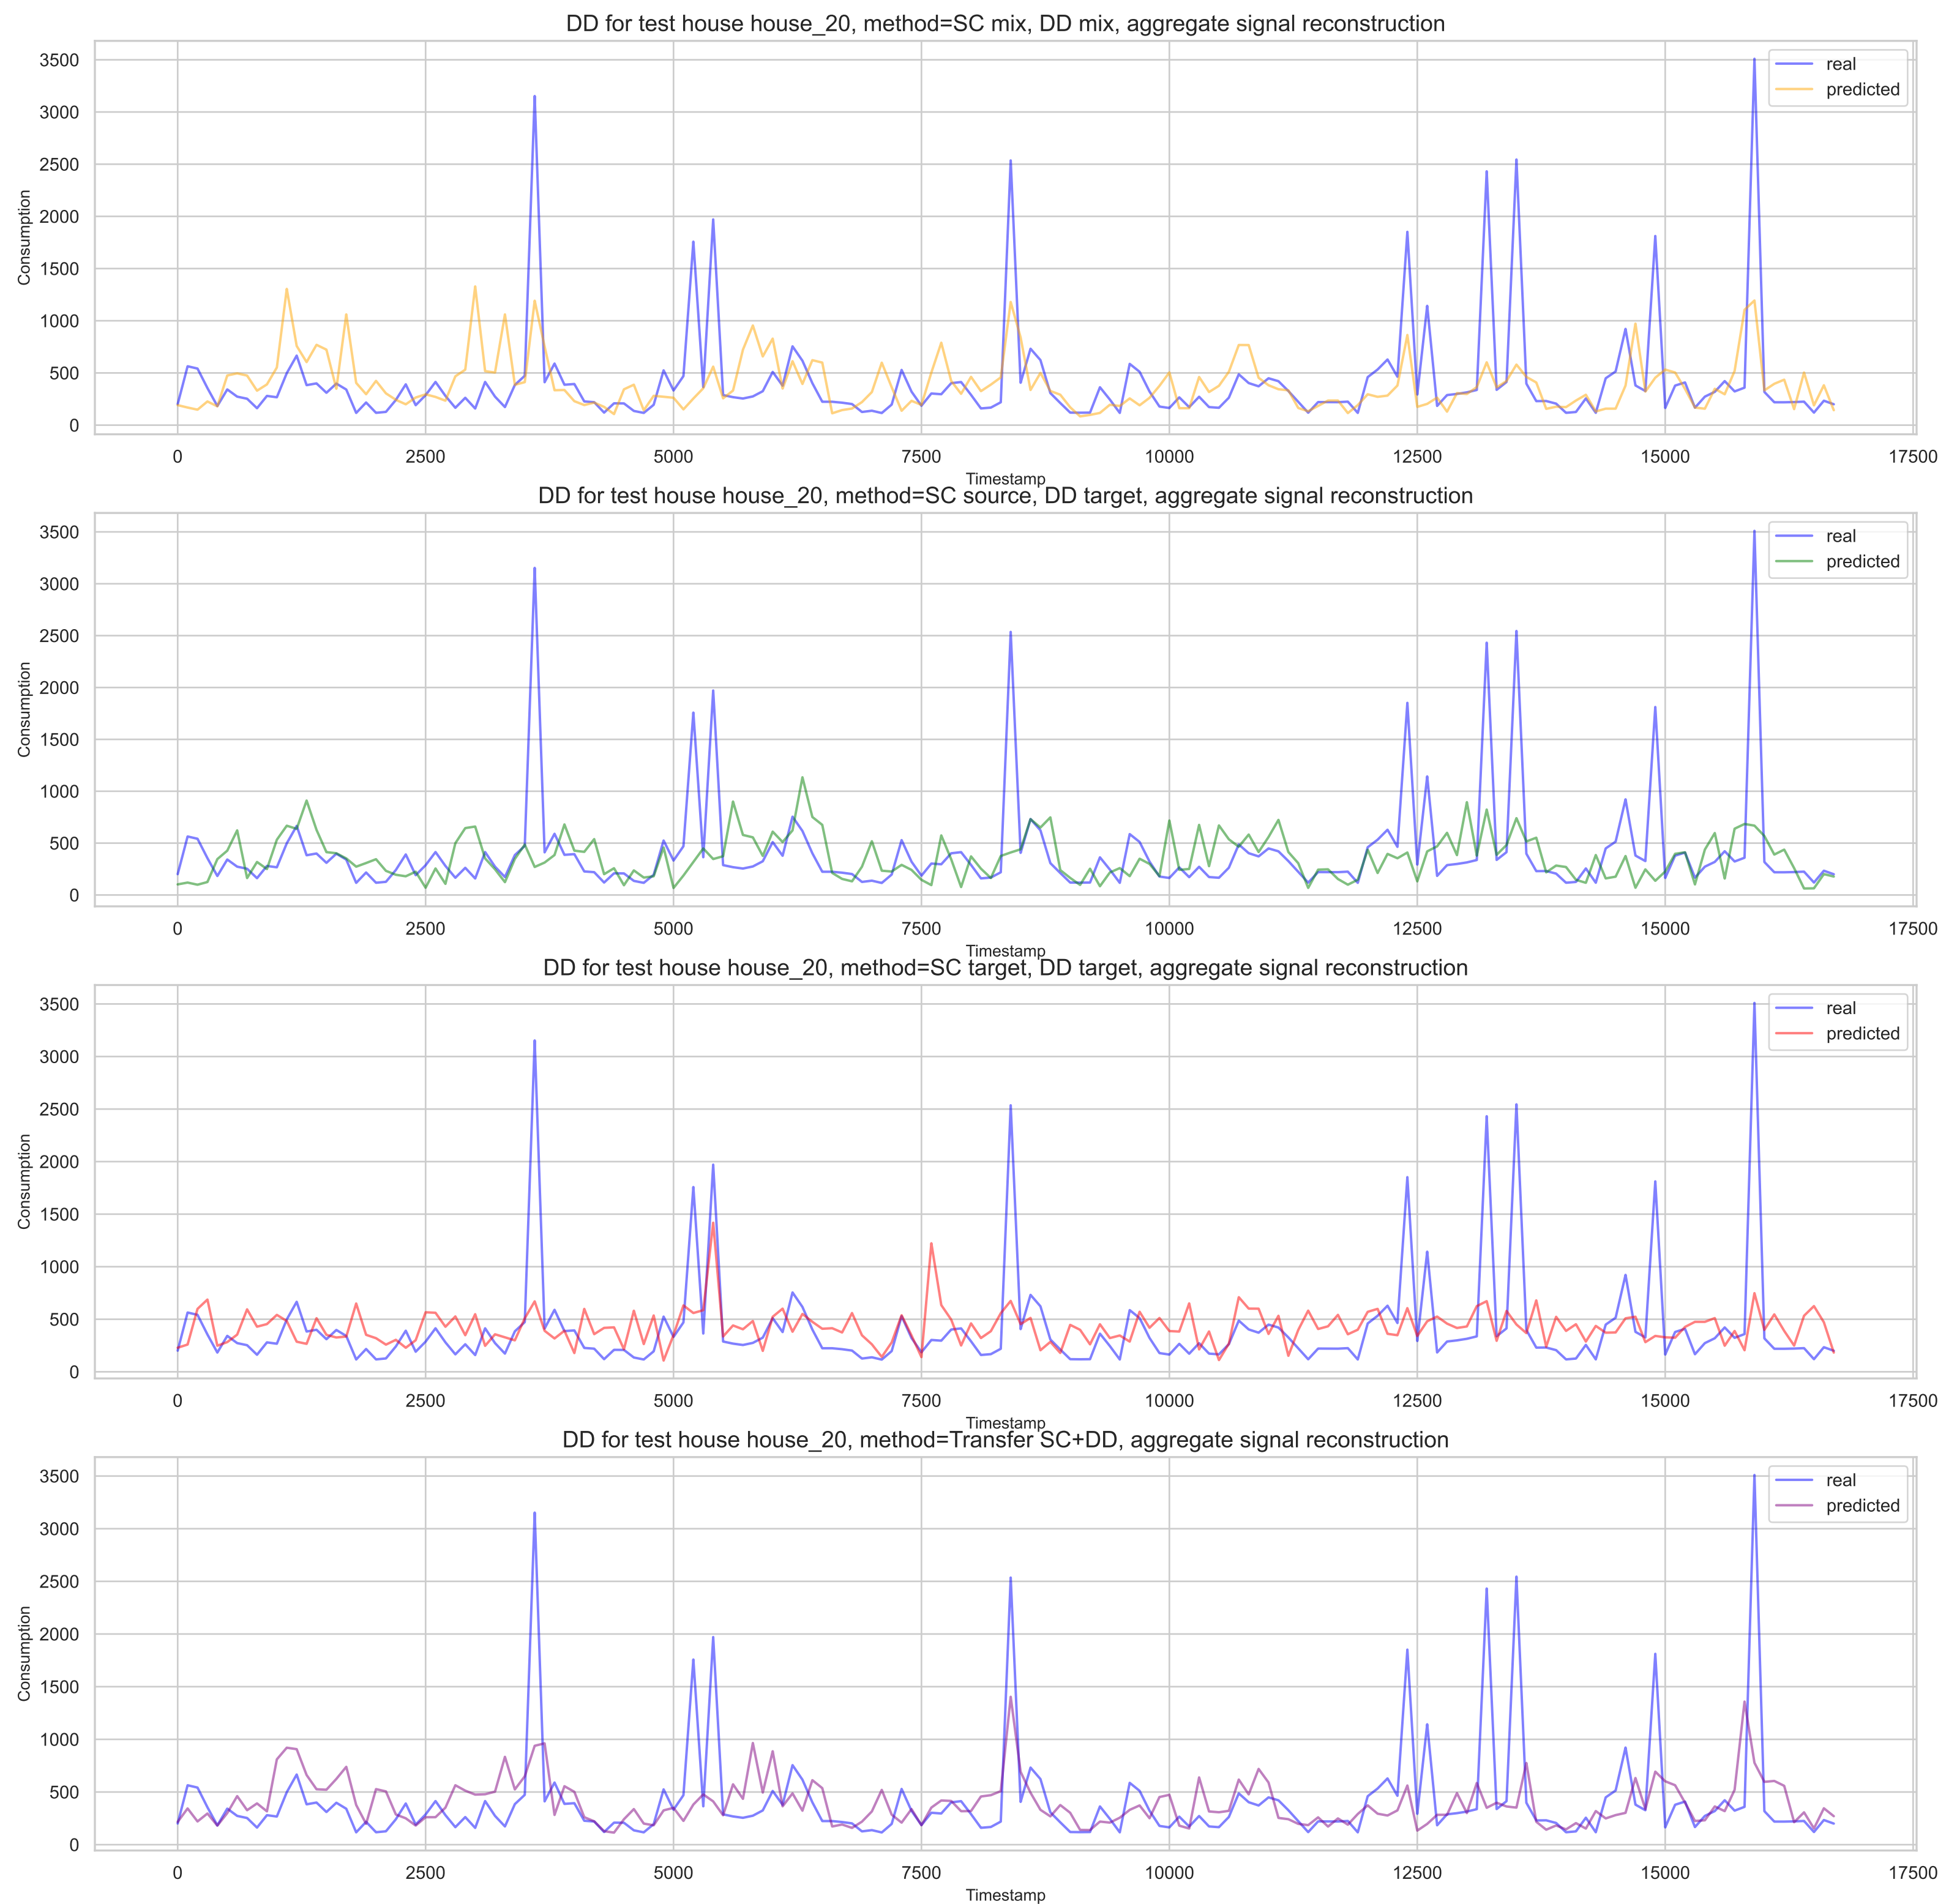 DD for test house house_20, method=SC mix, DD mix, aggregate signal reconstruction
3500
3000
2500
2000
1500
1000
500
0
Consumption
real
predicted
0 2500 5000 7500 10000 12500 15000 17500
Timestamp
DD for test house house_20, method=SC source, DD target, aggregate signal reconstruction
3500
3000
2500
2000
1500
1000
500
0
Consumption
real
predicted
0 2500 5000 7500 10000 12500 15000 17500
Timestamp
DD for test house house_20, method=SC target, DD target, aggregate signal reconstruction
3500
3000
2500
2000
1500
1000
500
0
Consumption
real
predicted
0 2500 5000 7500 10000 12500 15000 17500
Timestamp
DD for test house house_20, method=Transfer SC+DD, aggregate signal reconstruction
3500
3000
2500
2000
1500
1000
500
0
Consumption
real
predicted
0 2500 5000 7500 10000 12500 15000 17500
Timestamp